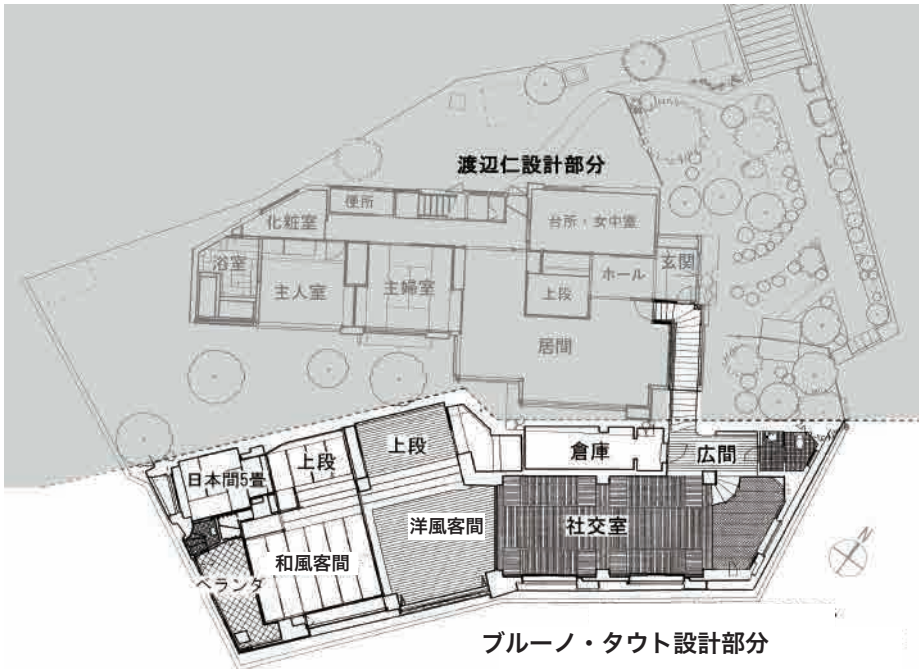 渡辺仁設計部分
便所
化粧室
台所・女中室
浴室
主人室
主婦室
ホール
玄関
上段
居間
上段
上段
倉庫
広間
日本間5畳
洋風客間
社交室
和風客間
ベランダ
N
ブルーノ・タウト設計部分